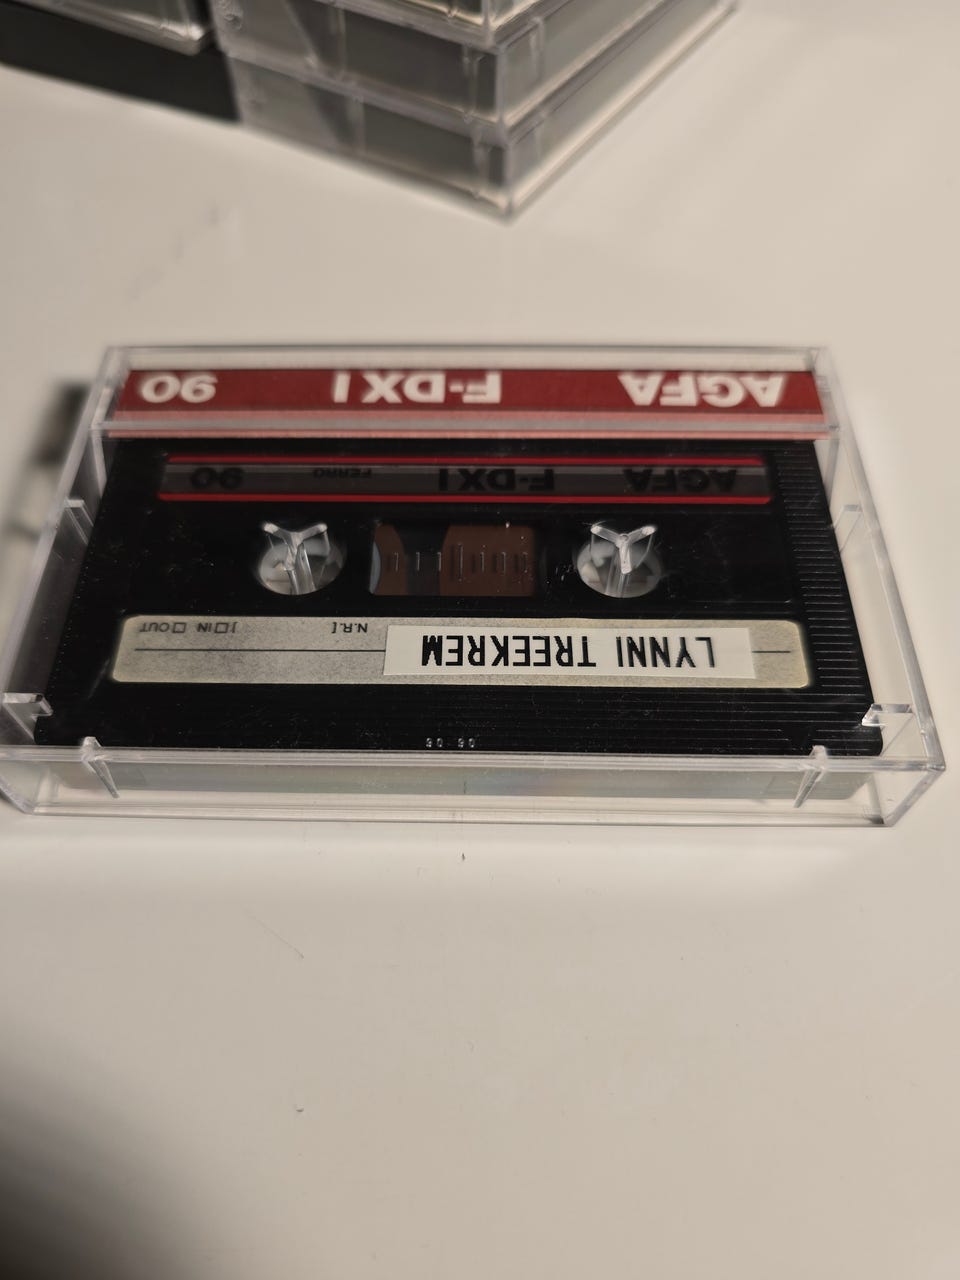 LYNNI TREEKREM
N.R.[ ] IN OUT
AGFA F·DX I FERRO 90
AGFA F·DX I 90